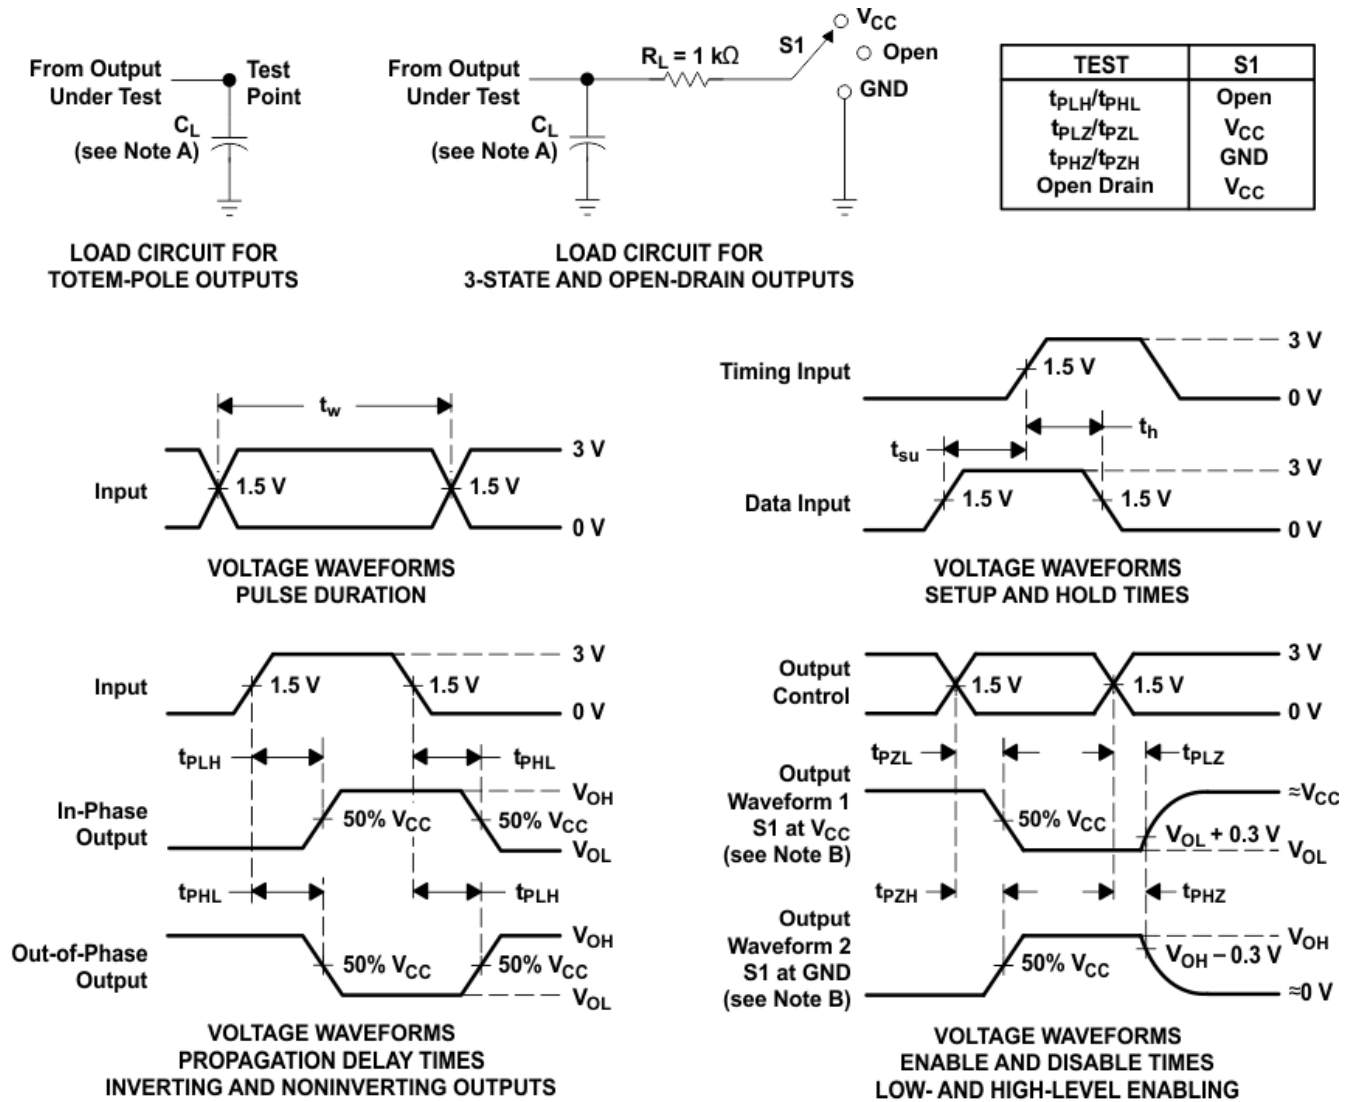 From Output
Under Test
Test
Point
CL
(see Note A)
LOAD CIRCUIT FOR
TOTEM-POLE OUTPUTS
From Output
Under Test
RL = 1 kΩ
S1
VCC
Open
GND
CL
(see Note A)
LOAD CIRCUIT FOR
3-STATE AND OPEN-DRAIN OUTPUTS
TEST S1
tPLH/tPHL Open
tPLZ/tPZL VCC
tPHZ/tPZH GND
Open Drain VCC
tw
Input
1.5 V
1.5 V
3 V
0 V
VOLTAGE WAVEFORMS
PULSE DURATION
Timing Input
1.5 V
3 V
0 V
tsu
th
Data Input
1.5 V
1.5 V
3 V
0 V
VOLTAGE WAVEFORMS
SETUP AND HOLD TIMES
Input
1.5 V
1.5 V
3 V
0 V
tPLH
tPHL
In-Phase
Output
50% VCC
50% VCC
VOH
VOL
tPHL
tPLH
Out-of-Phase
Output
50% VCC
50% VCC
VOH
VOL
VOLTAGE WAVEFORMS
PROPAGATION DELAY TIMES
INVERTING AND NONINVERTING OUTPUTS
Output
Control
1.5 V
1.5 V
3 V
0 V
tPZL
tPLZ
Output
Waveform 1
S1 at VCC
(see Note B)
50% VCC
VOL + 0.3 V
≈VCC
VOL
tPZH
tPHZ
Output
Waveform 2
S1 at GND
(see Note B)
50% VCC
VOH − 0.3 V
VOH
≈0 V
VOLTAGE WAVEFORMS
ENABLE AND DISABLE TIMES
LOW- AND HIGH-LEVEL ENABLING